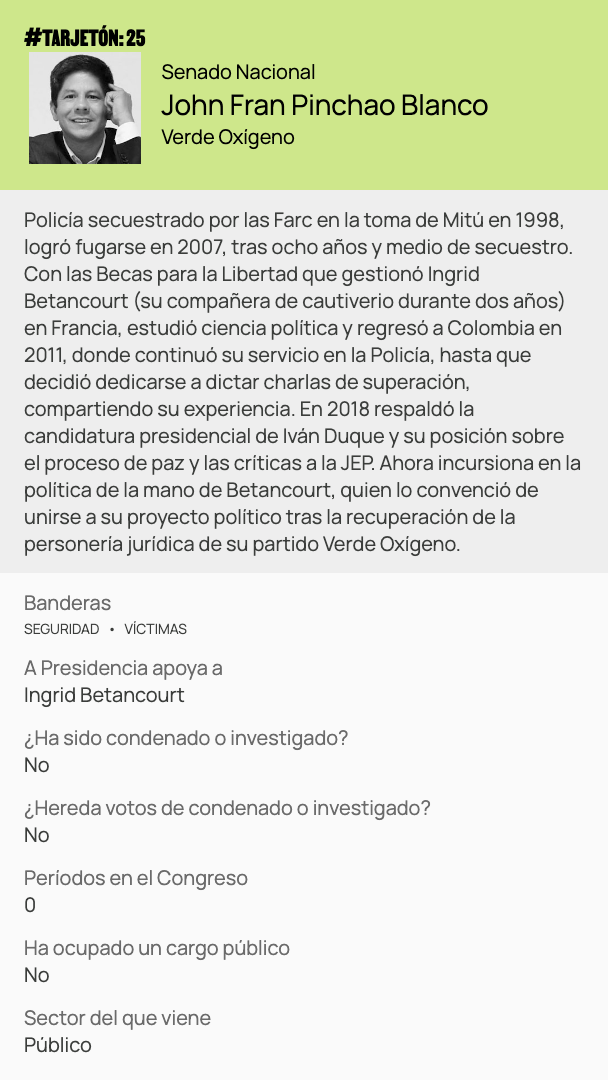 #TARJETÓN: 25
Senado Nacional
John Fran Pinchao Blanco
Verde Oxígeno
Policía secuestrado por las Farc en la toma de Mitú en 1998,
logró fugarse en 2007, tras ocho años y medio de secuestro.
Con las Becas para la Libertad que gestionó Ingrid
Betancourt (su compañera de cautiverio durante dos años)
en Francia, estudió ciencia política y regresó a Colombia en
2011, donde continuó su servicio en la Policía, hasta que
decidió dedicarse a dictar charlas de superación,
compartiendo su experiencia. En 2018 respaldó la
candidatura presidencial de Iván Duque y su posición sobre
el proceso de paz y las críticas a la JEP. Ahora incursiona en la
política de la mano de Betancourt, quien lo convenció de
unirse a su proyecto político tras la recuperación de la
personería jurídica de su partido Verde Oxígeno.
Banderas
SEGURIDAD • VÍCTIMAS
A Presidencia apoya a
Ingrid Betancourt
¿Ha sido condenado o investigado?
No
¿Hereda votos de condenado o investigado?
No
Períodos en el Congreso
0
Ha ocupado un cargo público
No
Sector del que viene
Público